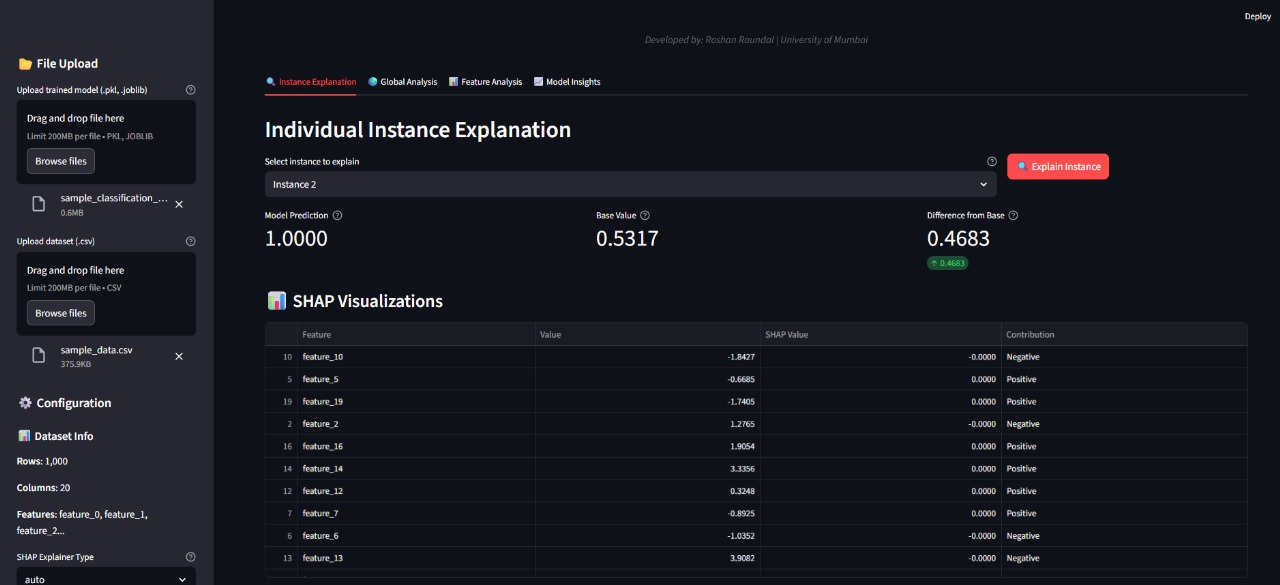 Deploy
Developed by: Roshan Raundal | University of Mumbai
File Upload
Upload trained model (.pkl, .joblib)
Drag and drop file here
Limit 200MB per file • PKL, JOBLIB
Browse files
sample_classification_...
0.6MB
Upload dataset (.csv)
Drag and drop file here
Limit 200MB per file • CSV
Browse files
sample_data.csv
375.9KB
Configuration
Dataset Info
Rows: 1,000
Columns: 20
Features: feature_0, feature_1,
feature_2...
SHAP Explainer Type
auto
Instance Explanation Global Analysis Feature Analysis Model Insights
Individual Instance Explanation
Select instance to explain
Instance 2
Explain Instance
Model Prediction Base Value Difference from Base
1.0000 0.5317 0.4683
↑ 0.4683
SHAP Visualizations
Feature Value SHAP Value Contribution
10 feature_10 -1.8427 -0.0000 Negative
5 feature_5 -0.6685 0.0000 Positive
19 feature_19 -1.7405 0.0000 Positive
2 feature_2 1.2765 -0.0000 Negative
16 feature_16 1.9054 0.0000 Positive
14 feature_14 3.3356 0.0000 Positive
12 feature_12 0.3248 0.0000 Positive
7 feature_7 -0.8925 0.0000 Positive
6 feature_6 -1.0352 -0.0000 Negative
13 feature_13 3.9082 -0.0000 Negative